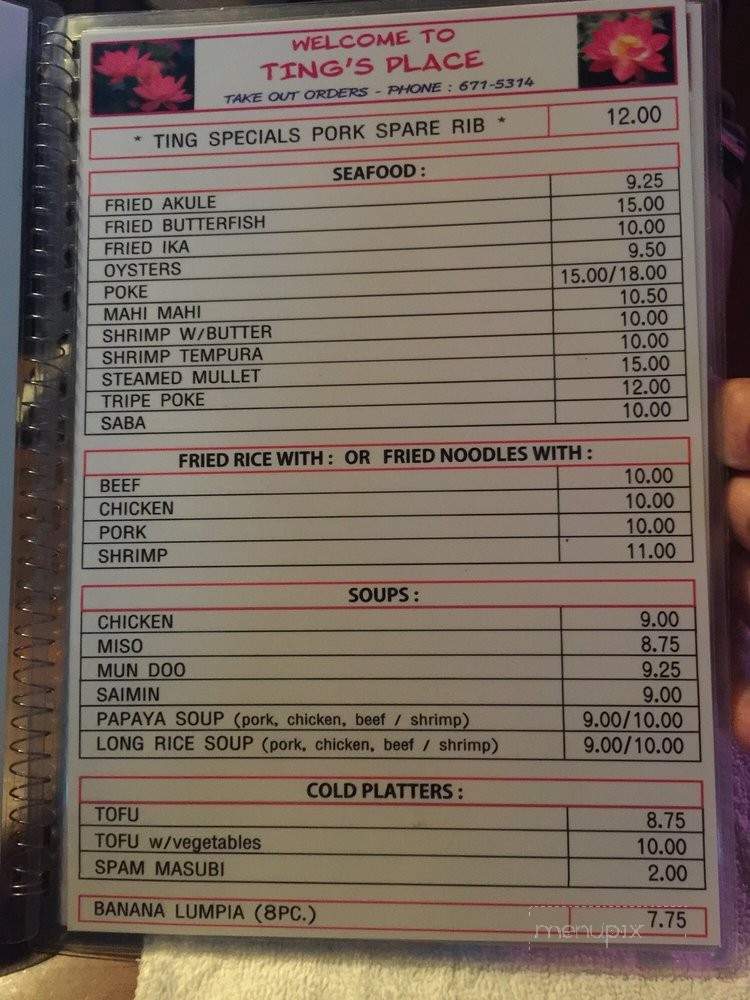 WELCOME TO
TING'S PLACE
TAKE OUT ORDERS - PHONE : 671-5314
* TING SPECIALS PORK SPARE RIB * 12.00
SEAFOOD :
FRIED AKULE 9.25
FRIED BUTTERFISH 15.00
FRIED IKA 10.00
OYSTERS 9.50
POKE 15.00/18.00
MAHI MAHI 10.50
SHRIMP W/BUTTER 10.00
SHRIMP TEMPURA 10.00
STEAMED MULLET 15.00
TRIPE POKE 12.00
SABA 10.00
FRIED RICE WITH : OR FRIED NOODLES WITH :
BEEF 10.00
CHICKEN 10.00
PORK 10.00
SHRIMP 11.00
SOUPS :
CHICKEN 9.00
MISO 8.75
MUN DOO 9.25
SAIMIN 9.00
PAPAYA SOUP (pork, chicken, beef / shrimp) 9.00/10.00
LONG RICE SOUP (pork, chicken, beef / shrimp) 9.00/10.00
COLD PLATTERS :
TOFU 8.75
TOFU w/vegetables 10.00
SPAM MASUBI 2.00
BANANA LUMPIA (8PC.) 7.75
menupix